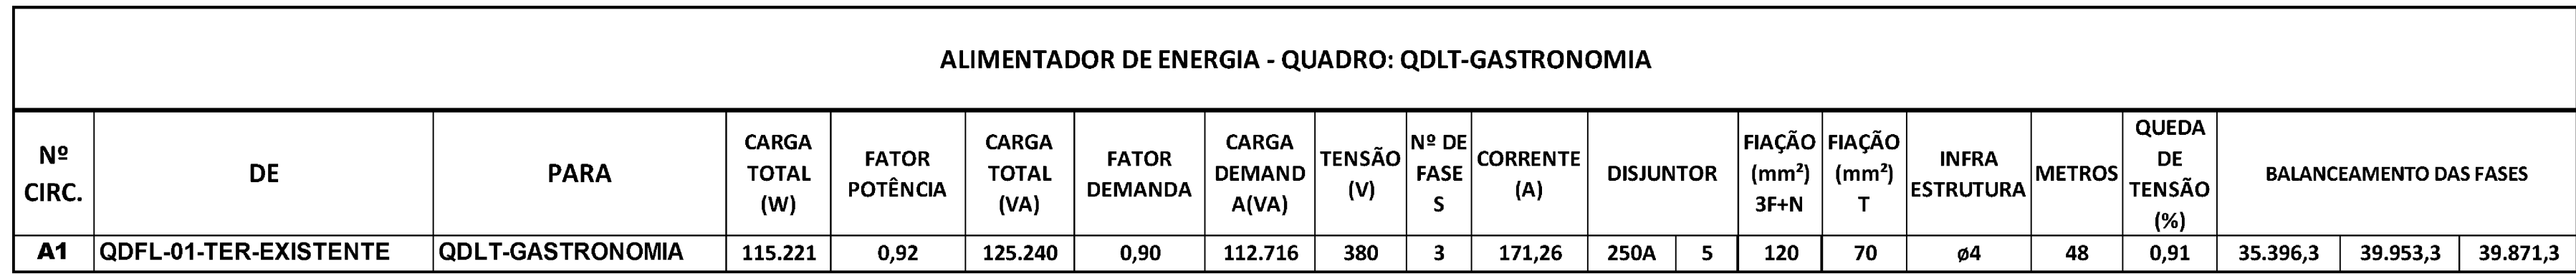 ALIMENTADOR DE ENERGIA - QUADRO: QDLT-GASTRONOMIA
Nº CIRC.
DE
PARA
CARGA TOTAL (W)
FATOR POTÊNCIA
CARGA TOTAL (VA)
FATOR DEMANDA
CARGA DEMAND A(VA)
TENSÃO (V)
Nº DE FASE S
CORRENTE (A)
DISJUNTOR
FIAÇÃO (mm²) 3F+N
FIAÇÃO (mm²) T
INFRA ESTRUTURA
METROS
QUEDA DE TENSÃO (%)
BALANCEAMENTO DAS FASES
A1 QDFL-01-TER-EXISTENTE QDLT-GASTRONOMIA 115.221 0,92 125.240 0,90 112.716 380 3 171,26 250A 5 120 70 ø4 48 0,91 35.396,3 39.953,3 39.871,3